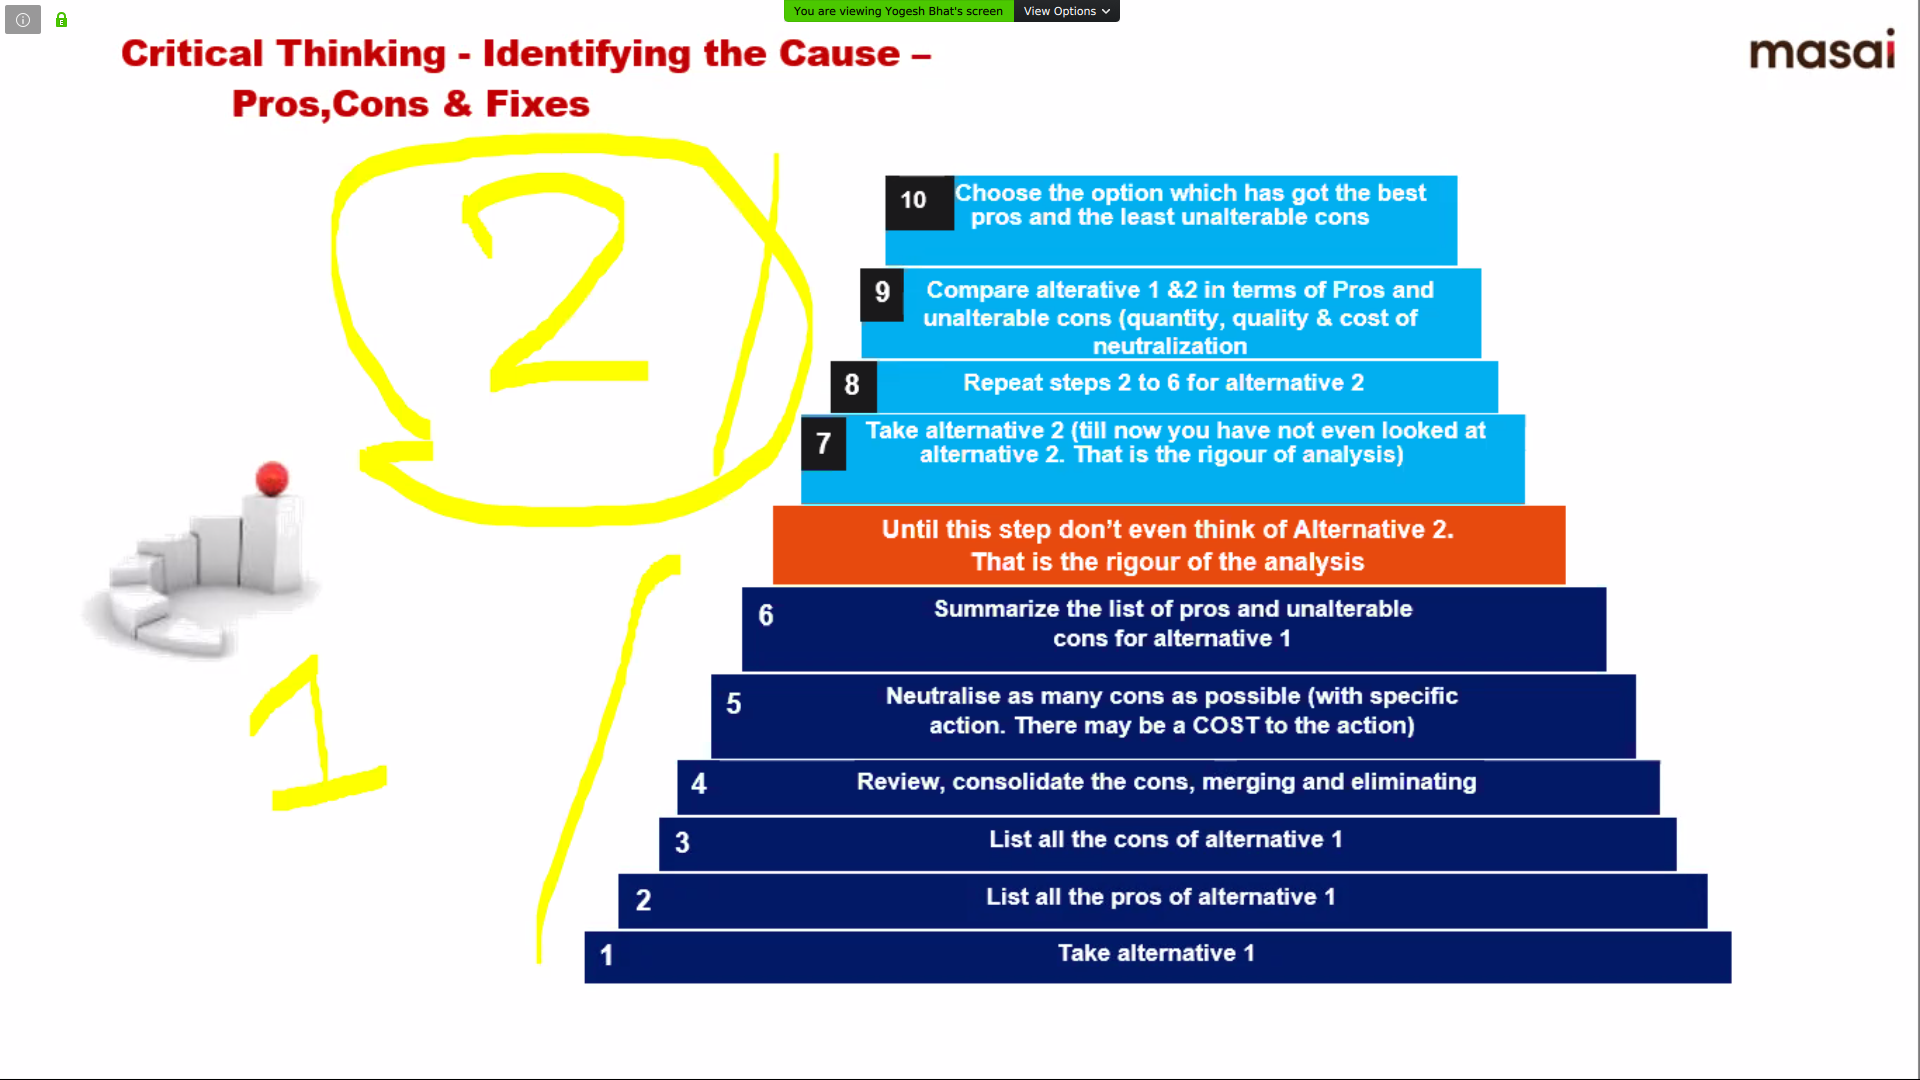 You are viewing Yogesh Bhat's screen
View Options
Critical Thinking - Identifying the Cause –
Pros,Cons & Fixes
masai
2
1
10
Choose the option which has got the best
pros and the least unalterable cons
9
Compare alterative 1 &2 in terms of Pros and
unalterable cons (quantity, quality & cost of
neutralization
8
Repeat steps 2 to 6 for alternative 2
7
Take alternative 2 (till now you have not even looked at
alternative 2. That is the rigour of analysis)
Until this step don't even think of Alternative 2.
That is the rigour of the analysis
6
Summarize the list of pros and unalterable
cons for alternative 1
5
Neutralise as many cons as possible (with specific
action. There may be a COST to the action)
4
Review, consolidate the cons, merging and eliminating
3
List all the cons of alternative 1
2
List all the pros of alternative 1
1
Take alternative 1